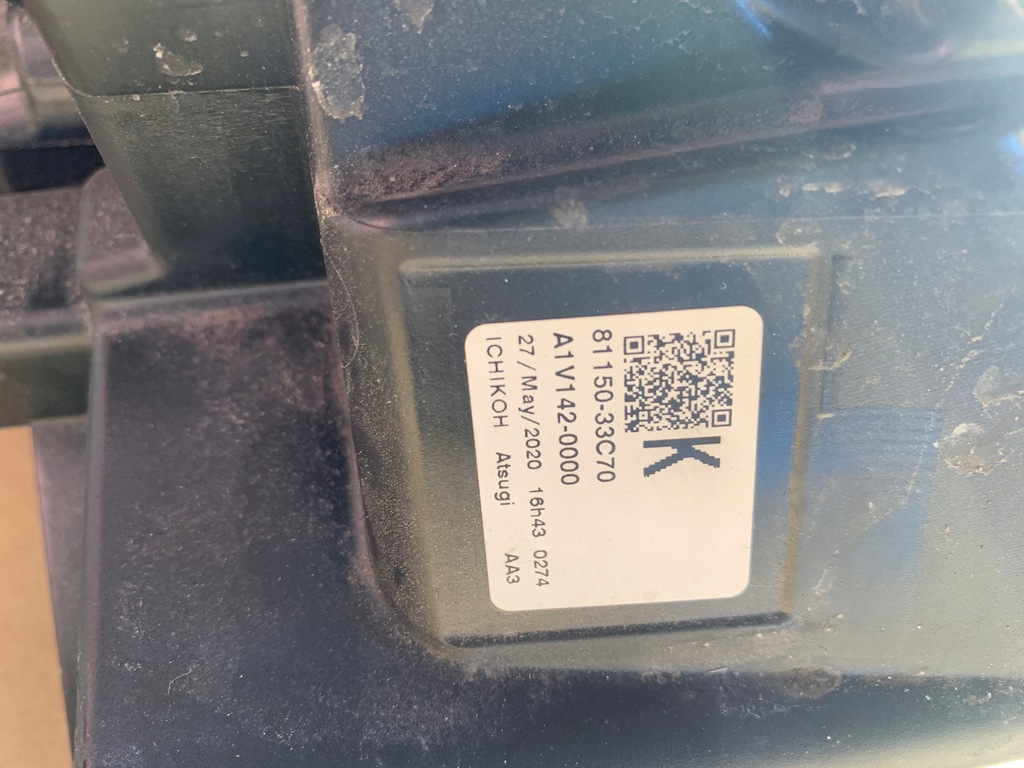 K
81150-33C70
A1V142-0000
27/May/2020 16h43 0274
ICHIKOH Atsugi AA3